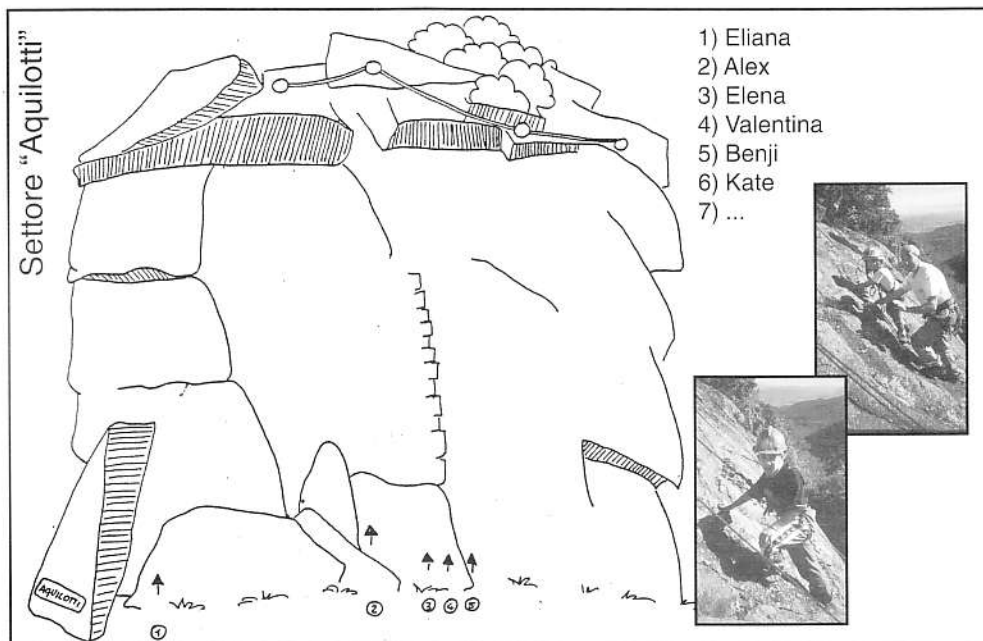 Settore "Aquilotti"
1) Eliana
2) Alex
3) Elena
4) Valentina
5) Benji
6) Kate
7) ...
AQUILOTTI
1
2
3
4
5